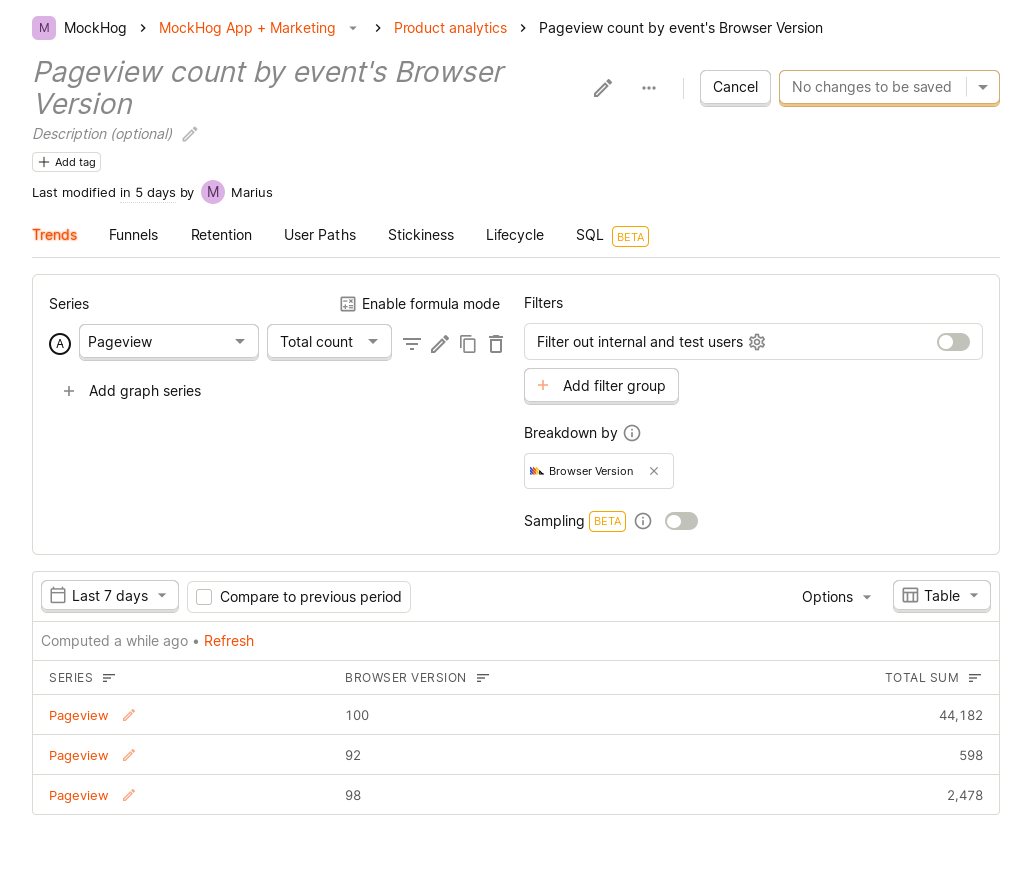 M MockHog MockHog App + Marketing Product analytics Pageview count by event's Browser Version
Pageview count by event's Browser
Version
Cancel No changes to be saved
Description (optional)
Add tag
Last modified in 5 days by M Marius
Trends Funnels Retention User Paths Stickiness Lifecycle SQL BETA
Series Enable formula mode
A Pageview Total count
Add graph series
Filters
Filter out internal and test users
Add filter group
Breakdown by
Browser Version
Sampling BETA
Last 7 days Compare to previous period Options Table
Computed a while ago • Refresh
SERIES BROWSER VERSION TOTAL SUM
Pageview 100 44,182
Pageview 92 598
Pageview 98 2,478